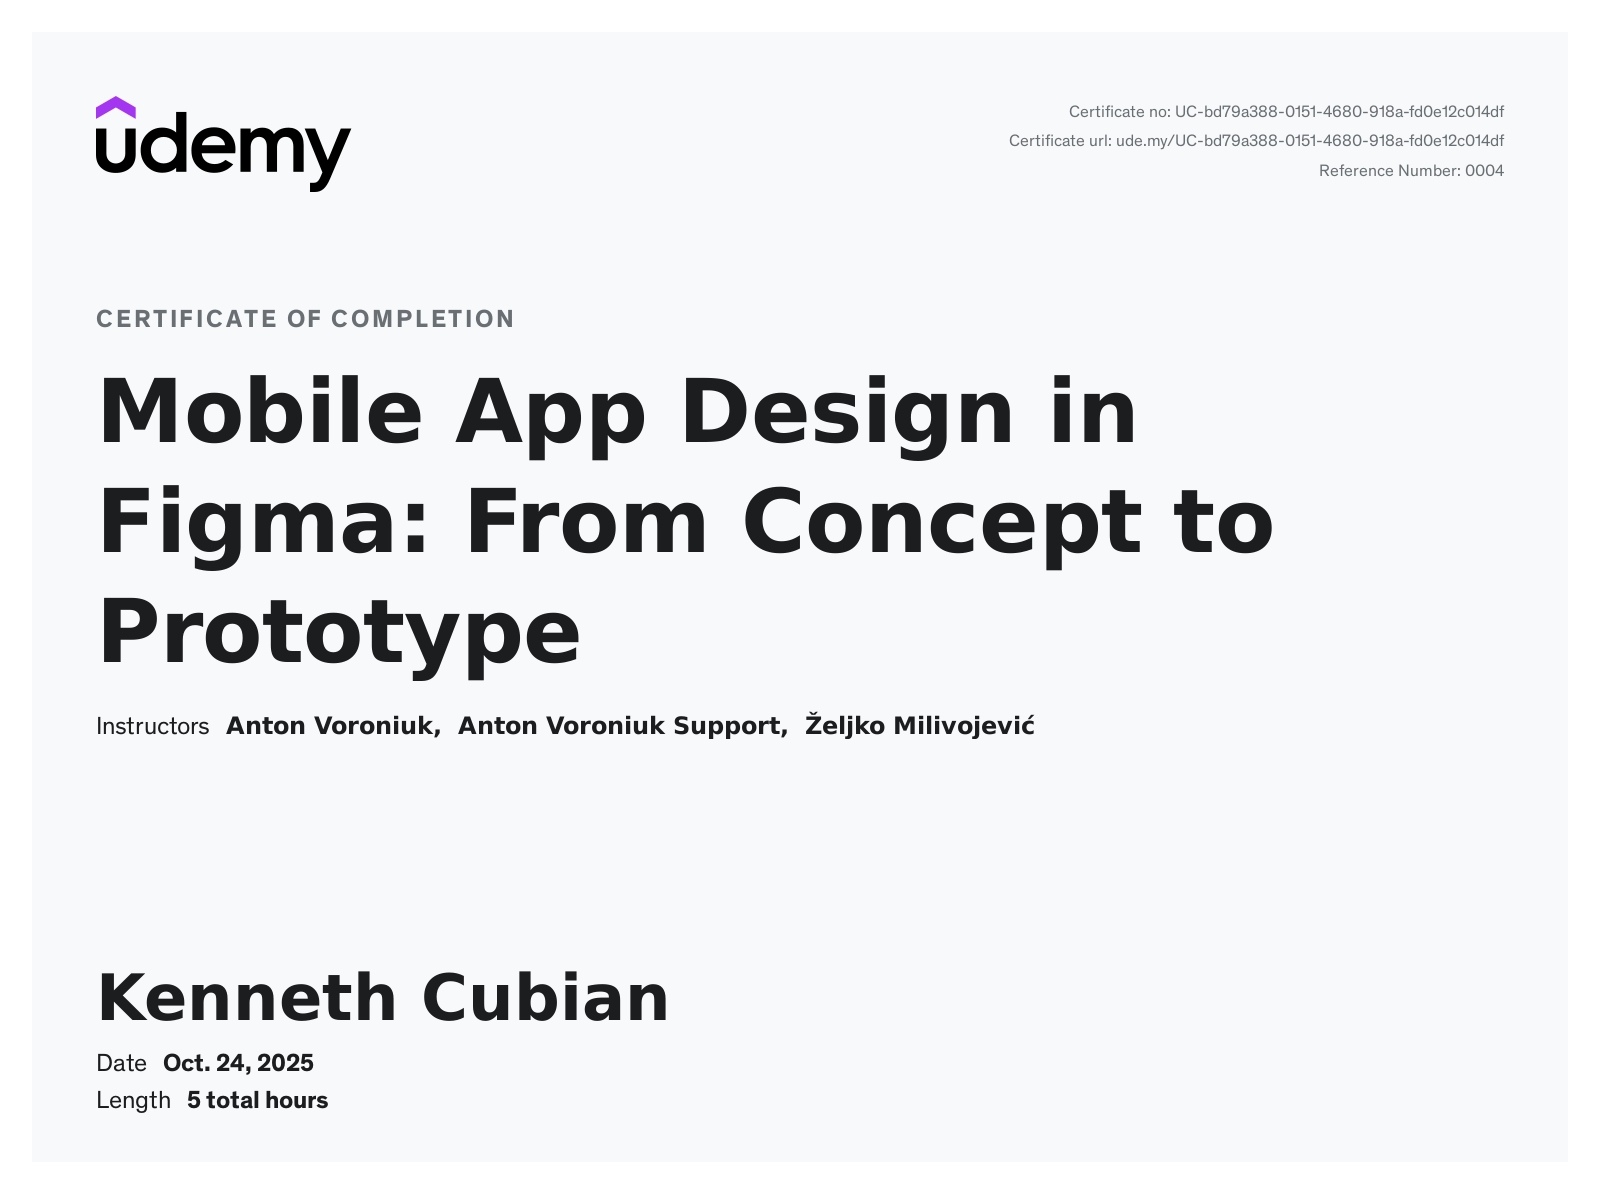 udemy
Certificate no: UC-bd79a388-0151-4680-918a-fd0e12c014df
Certificate url: ude.my/UC-bd79a388-0151-4680-918a-fd0e12c014df
Reference Number: 0004
CERTIFICATE OF COMPLETION
Mobile App Design in
Figma: From Concept to
Prototype
Instructors Anton Voroniuk, Anton Voroniuk Support, Željko Milivojević
Kenneth Cubian
Date Oct. 24, 2025
Length 5 total hours